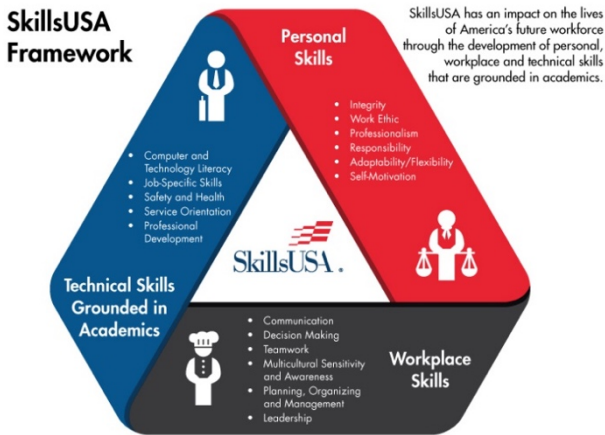 SkillsUSA
Framework
SkillsUSA has an impact on the lives
of America's future workforce
through the development of personal,
workplace and technical skills
that are grounded in academics.
Personal
Skills
• Integrity
• Work Ethic
• Professionalism
• Responsibility
• Adaptability/Flexibility
• Self-Motivation
• Computer and
Technology Literacy
• Job-Specific Skills
• Safety and Health
• Service Orientation
• Professional
Development
Technical Skills
Grounded in
Academics
SkillsUSA®
• Communication
• Decision Making
• Teamwork
• Multicultural Sensitivity
and Awareness
• Planning, Organizing
and Management
• Leadership
Workplace
Skills